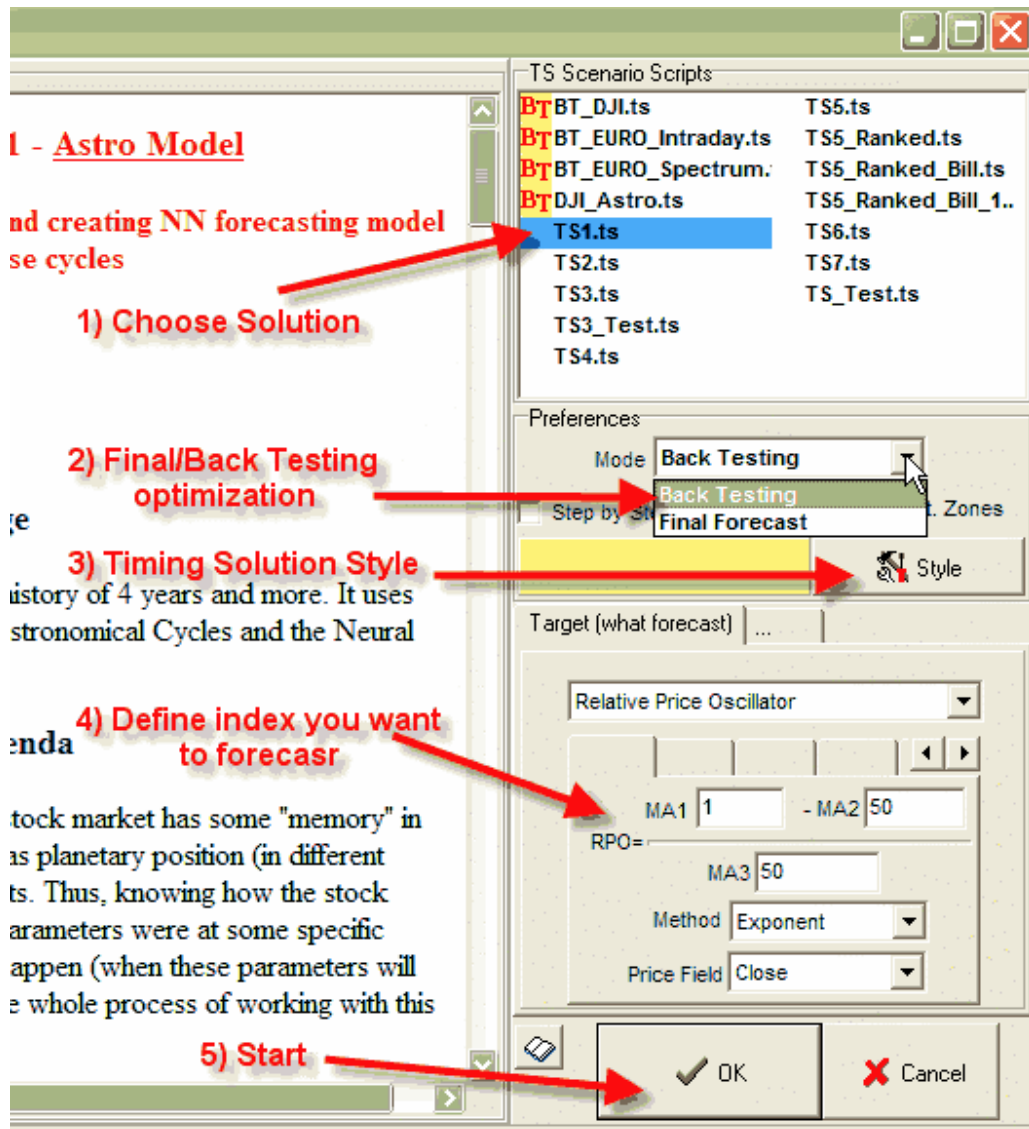 1 - Astro Model
nd creating NN forecasting model
se cycles
1) Choose Solution
2) Final/Back Testing
optimization
ge
3) Timing Solution Style
history of 4 years and more. It uses
stronomical Cycles and the Neural
4) Define index you want
to forecasr
enda
stock market has some "memory" in
as planetary position (in different
ts. Thus, knowing how the stock
arameters were at some specific
appen (when these parameters will
e whole process of working with this
5) Start
TS Scenario Scripts
BT BT_DJI.ts
BT BT_EURO_Intraday.ts
BT BT_EURO_Spectrum.
BT DJI_Astro.ts
TS1.ts
TS2.ts
TS3.ts
TS3_Test.ts
TS4.ts
TS5.ts
TS5_Ranked.ts
TS5_Ranked_Bill.ts
TS5_Ranked_Bill_1..
TS6.ts
TS7.ts
TS_Test.ts
Preferences
Mode Back Testing
Back Testing
Final Forecast
Step by St t. Zones
Style
Target (what forecast) ...
Relative Price Oscillator
MA1 1 - MA2 50
RPO=
MA3 50
Method Exponent
Price Field Close
OK Cancel